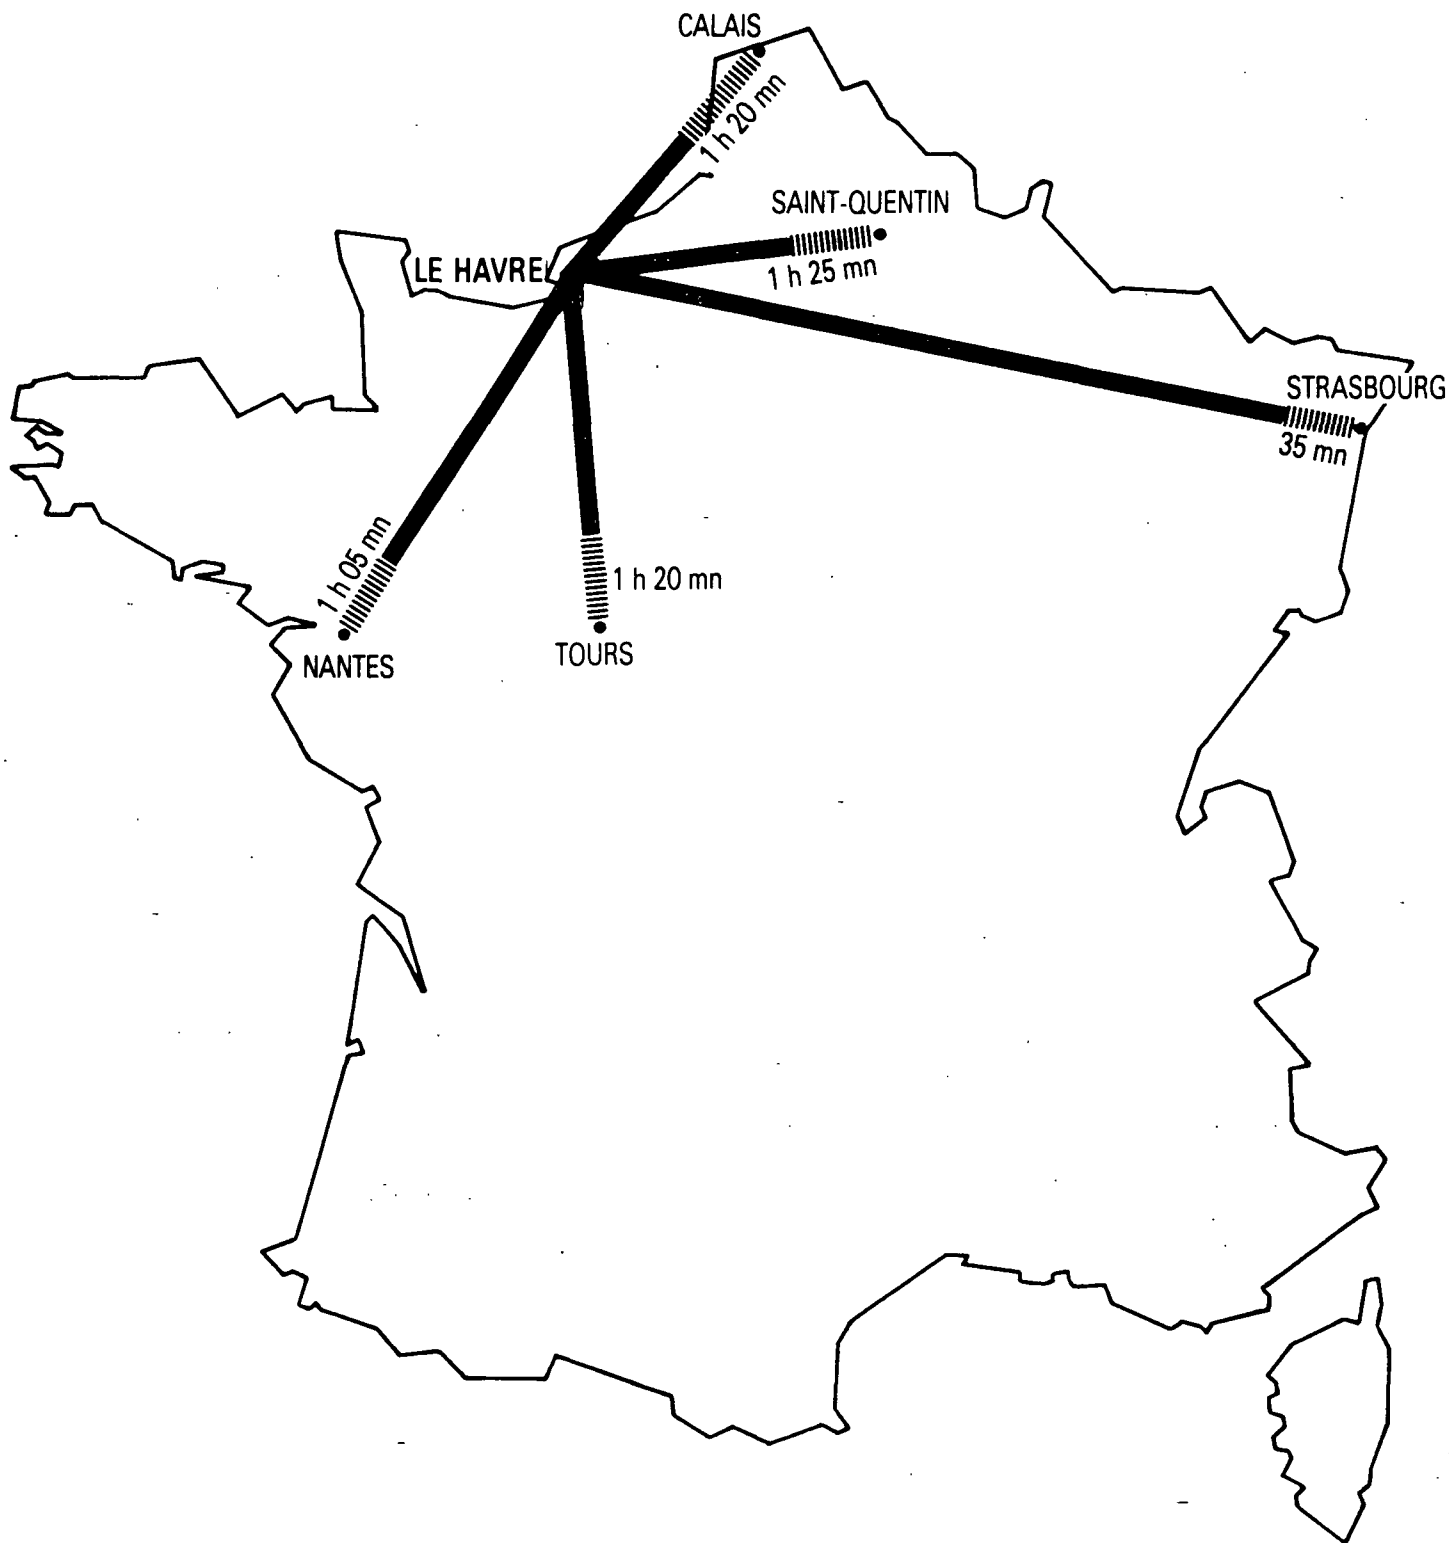 CALAIS
1 h 20 mn
SAINT-QUENTIN
LE HAVRE
1 h 25 mn
STRASBOURG
35 mn
1 h 05 mn
1 h 20 mn
NANTES
TOURS